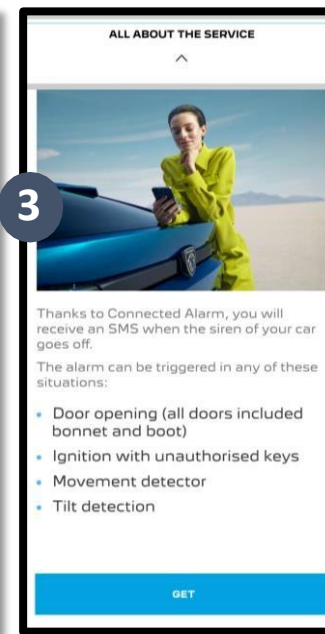 ALL ABOUT THE SERVICE
3
Thanks to Connected Alarm, you will
receive an SMS when the siren of your car
goes off.
The alarm can be triggered in any of these
situations:
• Door opening (all doors included
bonnet and boot)
• Ignition with unauthorised keys
• Movement detector
• Tilt detection
GET